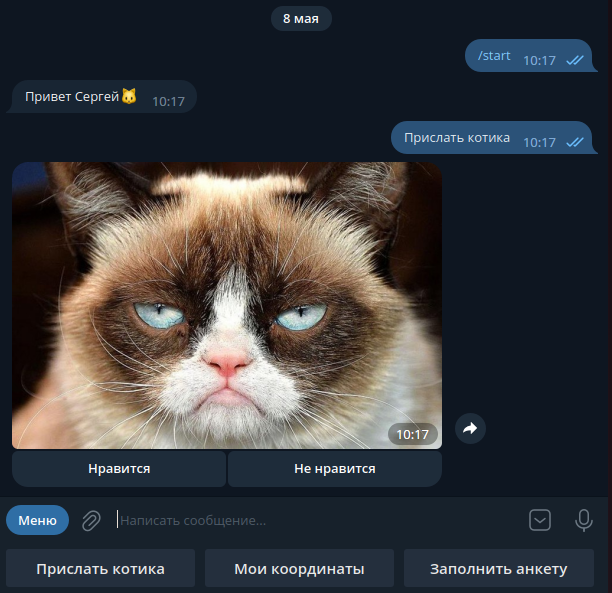 8 мая
/start 10:17
Привет Сергей🐱 10:17
Прислать котика 10:17
10:17
Нравится Не нравится
Меню Написать сообщение...
Прислать котика Мои координаты Заполнить анкету